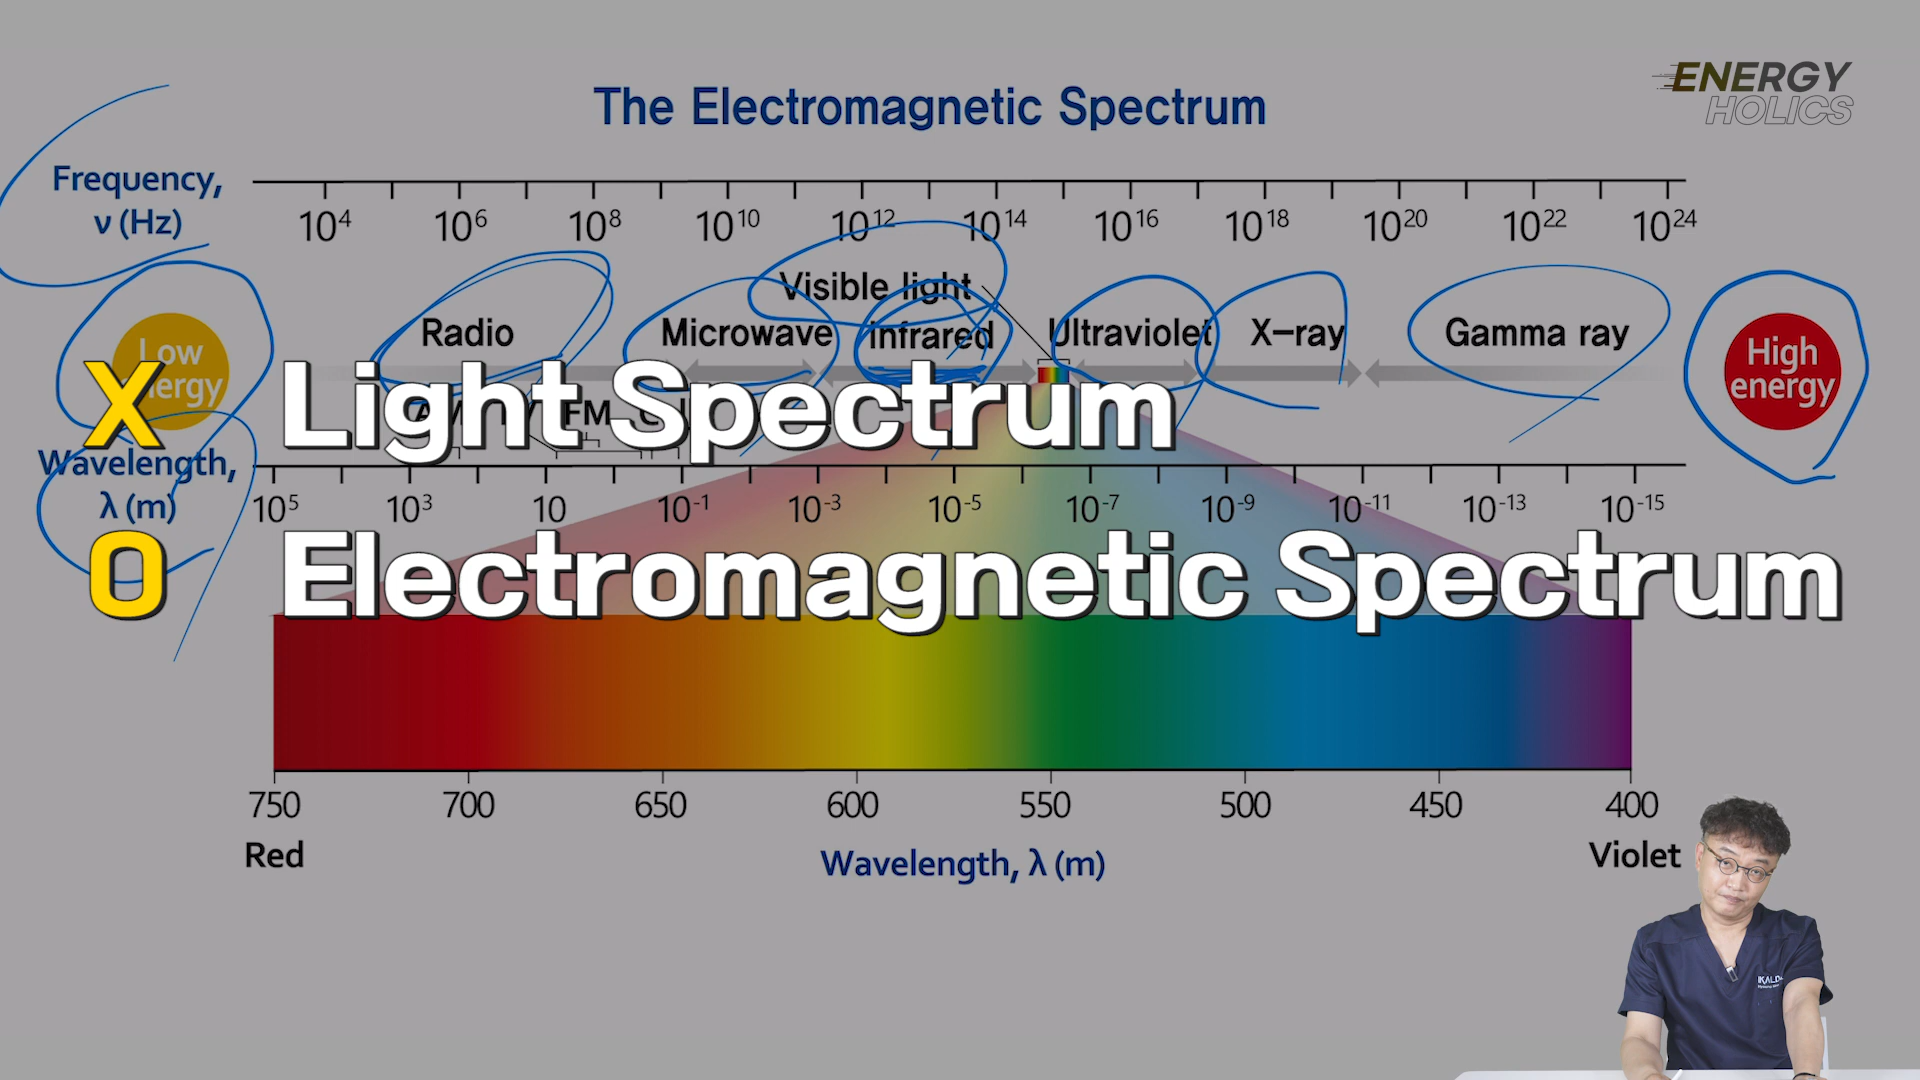 ENERGY
HOLICS
The Electromagnetic Spectrum
Frequency,
ν (Hz)
10⁴ 10⁶ 10⁸ 10¹⁰ 10¹² 10¹⁴ 10¹⁶ 10¹⁸ 10²⁰ 10²² 10²⁴
Visible light
Radio Microwave Infrared Ultraviolet X-ray Gamma ray
Low
energy
High
energy
X Light Spectrum
FM
Wavelength,
λ (m)
10⁵ 10³ 10 10⁻¹ 10⁻³ 10⁻⁵ 10⁻⁷ 10⁻⁹ 10⁻¹¹ 10⁻¹³ 10⁻¹⁵
O Electromagnetic Spectrum
750 700 650 600 550 500 450 400
Red Wavelength, λ (m) Violet